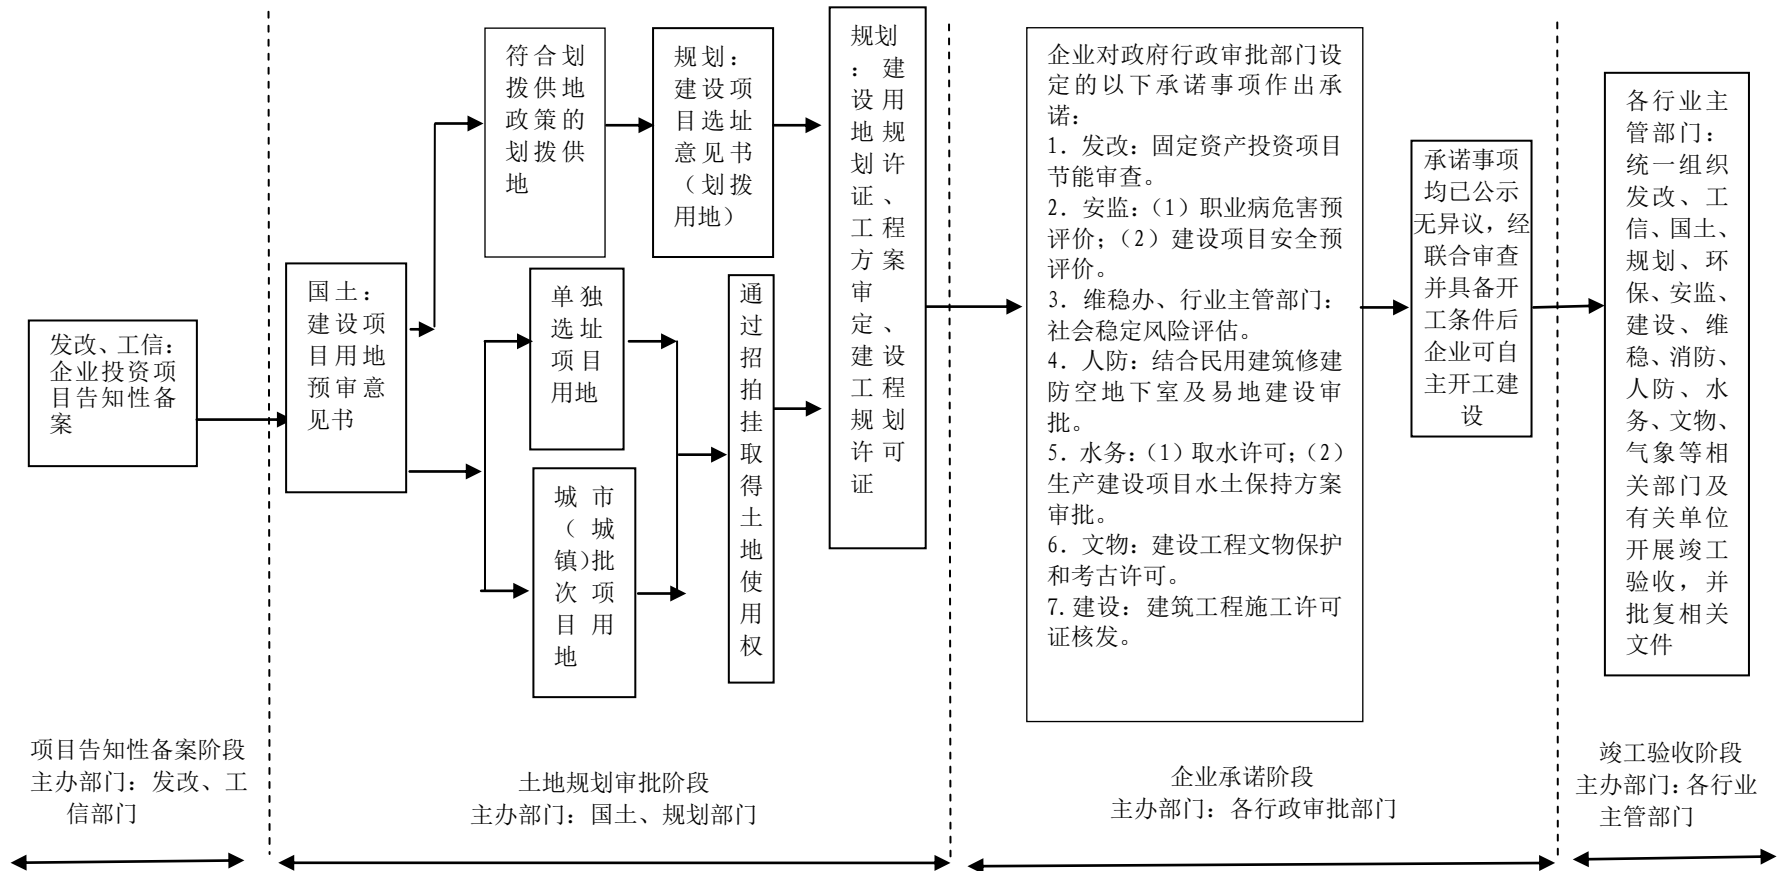 发改、工信：
企业投资项
目告知性备
案
国土：
建设项
目用地
预审意
见书
符合划
拨供地
政策的
划拨供
地
规划：
建设项
目选址
意见书
（划拨
用地）
单独
选址
项目
用地
城市
（城
镇)批
次项
目用
地
通
过
招
拍
挂
取
得
土
地
使
用
权
规划
：建
设用
地规
划许
证、
工程
方案
审
定、
建设
工程
规划
许可
证
企业对政府行政审批部门设
定的以下承诺事项作出承
诺：
1．发改：固定资产投资项目
节能审查。
2．安监：（1）职业病危害预
评价；（2）建设项目安全预
评价。
3．维稳办、行业主管部门：
社会稳定风险评估。
4．人防：结合民用建筑修建
防空地下室及易地建设审
批。
5．水务：（1）取水许可；（2）
生产建设项目水土保持方案
审批。
6．文物：建设工程文物保护
和考古许可。
7.建设：建筑工程施工许可
证核发。
承诺事项
均已公示
无异议，经
联合审查
并具备开
工条件后
企业可自
主开工建
设
各行业主
管部门：
统一组织
发改、工
信、国土、
规划、环
保、安监、
建设、维
稳、消防、
人防、水
务、文物、
气象等相
关部门及
有关单位
开展竣工
验收，并
批复相关
文件
项目告知性备案阶段
主办部门：发改、工
信部门
土地规划审批阶段
主办部门：国土、规划部门
企业承诺阶段
主办部门：各行政审批部门
竣工验收阶段
主办部门：各行业
主管部门